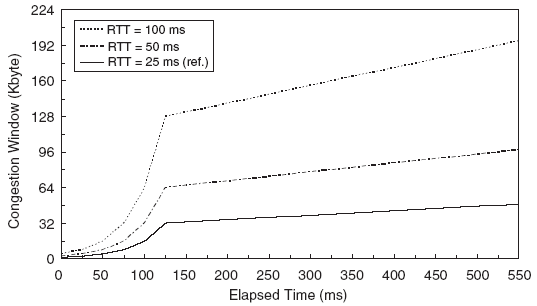 224
192
160
128
96
64
32
0
Congestion Window (Kbyte)
RTT = 100 ms
RTT = 50 ms
RTT = 25 ms (ref.)
0 50 100 150 200 250 300 350 400 450 500 550
Elapsed Time (ms)